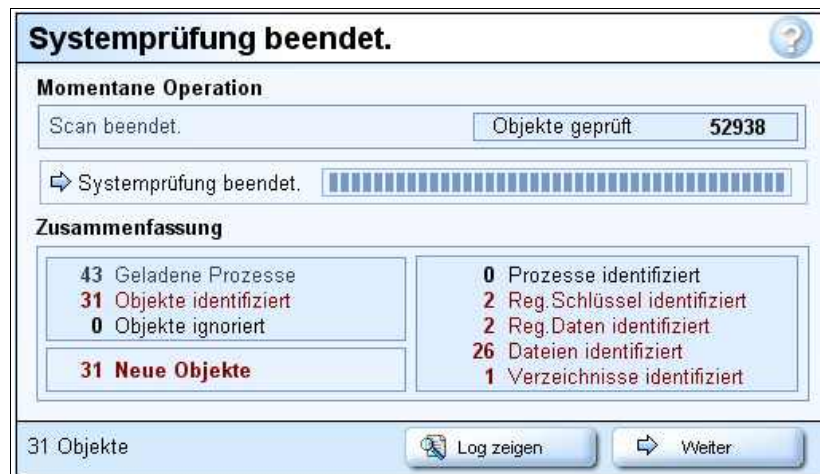 Systemprüfung beendet.
?
Momentane Operation
Scan beendet.
Objekte geprüft 52938
Systemprüfung beendet.
Zusammenfassung
43 Geladene Prozesse
31 Objekte identifiziert
0 Objekte ignoriert
31 Neue Objekte
0 Prozesse identifiziert
2 Reg.Schlüssel identifiziert
2 Reg.Daten identifiziert
26 Dateien identifiziert
1 Verzeichnisse identifiziert
31 Objekte
Log zeigen
Weiter